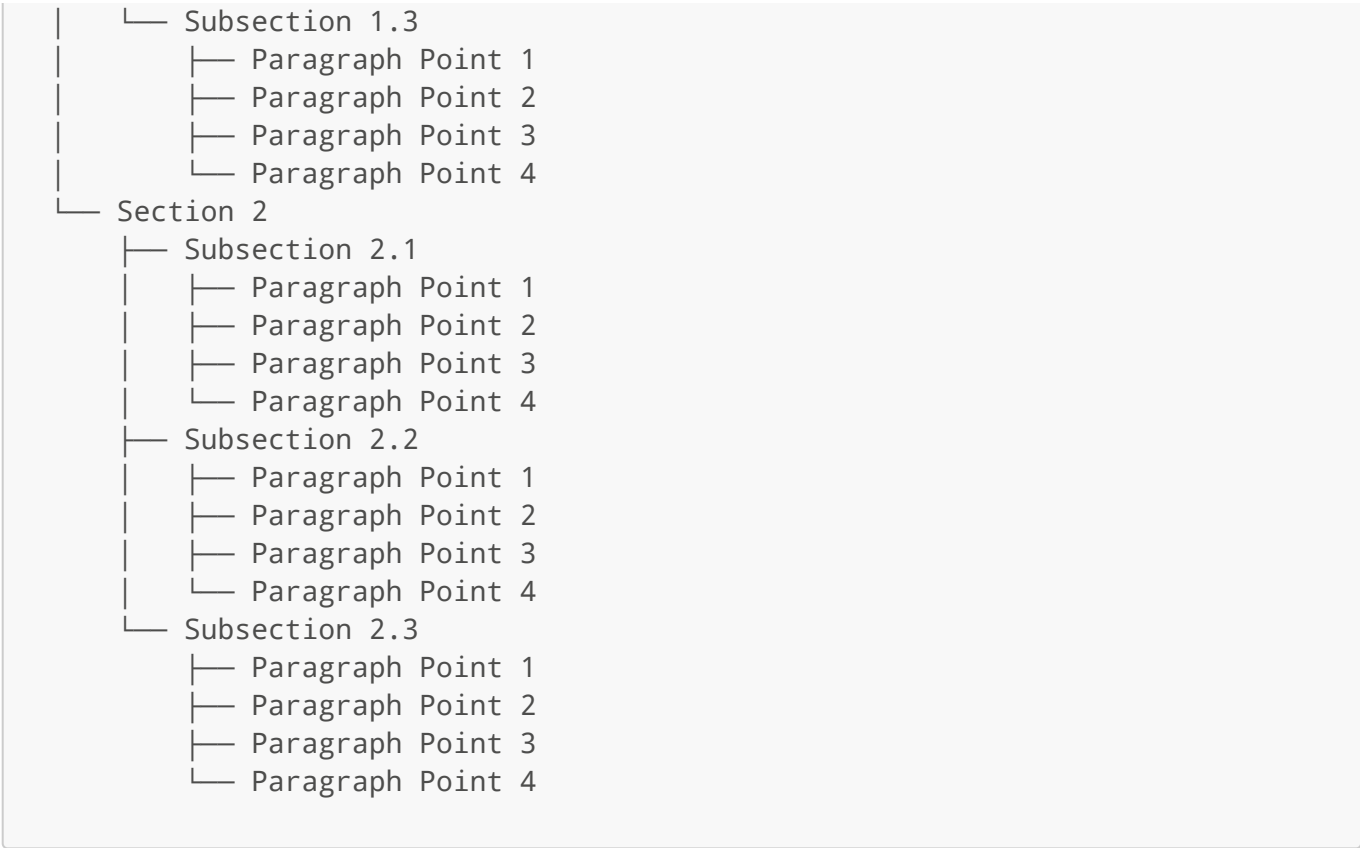 │   └── Subsection 1.3
│       ├── Paragraph Point 1
│       ├── Paragraph Point 2
│       ├── Paragraph Point 3
│       └── Paragraph Point 4
└── Section 2
    ├── Subsection 2.1
    │   ├── Paragraph Point 1
    │   ├── Paragraph Point 2
    │   ├── Paragraph Point 3
    │   └── Paragraph Point 4
    ├── Subsection 2.2
    │   ├── Paragraph Point 1
    │   ├── Paragraph Point 2
    │   ├── Paragraph Point 3
    │   └── Paragraph Point 4
    └── Subsection 2.3
        ├── Paragraph Point 1
        ├── Paragraph Point 2
        ├── Paragraph Point 3
        └── Paragraph Point 4